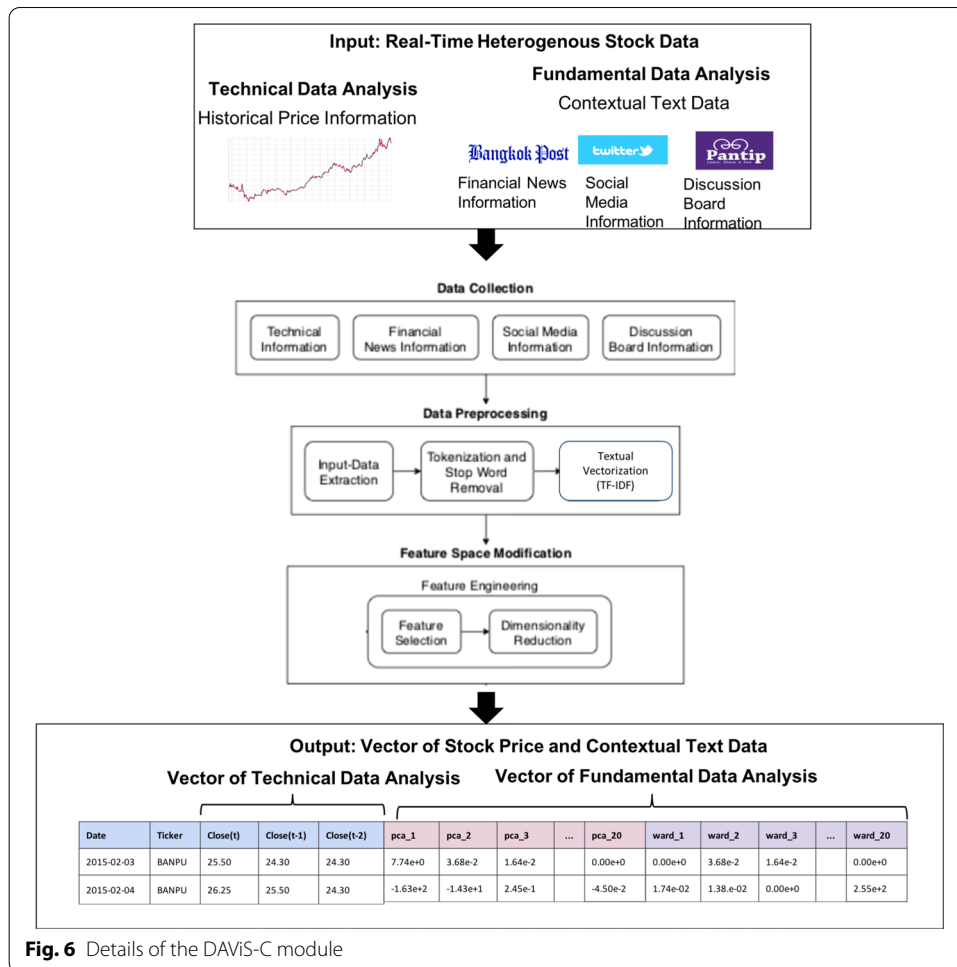 Input: Real-Time Heterogenous Stock Data
Technical Data Analysis
Historical Price Information
Fundamental Data Analysis
Contextual Text Data
Bangkok Post
twitter
Pantip
Learn, Share & Fun
Financial News
Information
Social
Media
Information
Discussion
Board
Information
Data Collection
Technical
Information
Financial
News Information
Social Media
Information
Discussion
Board Information
Data Preprocessing
Input-Data
Extraction
Tokenization and
Stop Word
Removal
Textual
Vectorization
(TF-IDF)
Feature Space Modification
Feature Engineering
Feature
Selection
Dimensionality
Reduction
Output: Vector of Stock Price and Contextual Text Data
Vector of Technical Data Analysis
Vector of Fundamental Data Analysis
Date Ticker Close(t) Close(t-1) Close(t-2) pca_1 pca_2 pca_3 ... pca_20 ward_1 ward_2 ward_3 ... ward_20
2015-02-03 BANPU 25.50 24.30 24.30 7.74e+0 3.68e-2 1.64e-2 0.00e+0 0.00e+0 3.68e-2 1.64e-2 0.00e+0
2015-02-04 BANPU 26.25 25.50 24.30 -1.63e+2 -1.43e+1 2.45e-1 -4.50e-2 1.74e-02 1.38.e-02 0.00e+0 2.55e+2
Fig. 6 Details of the DAViS-C module